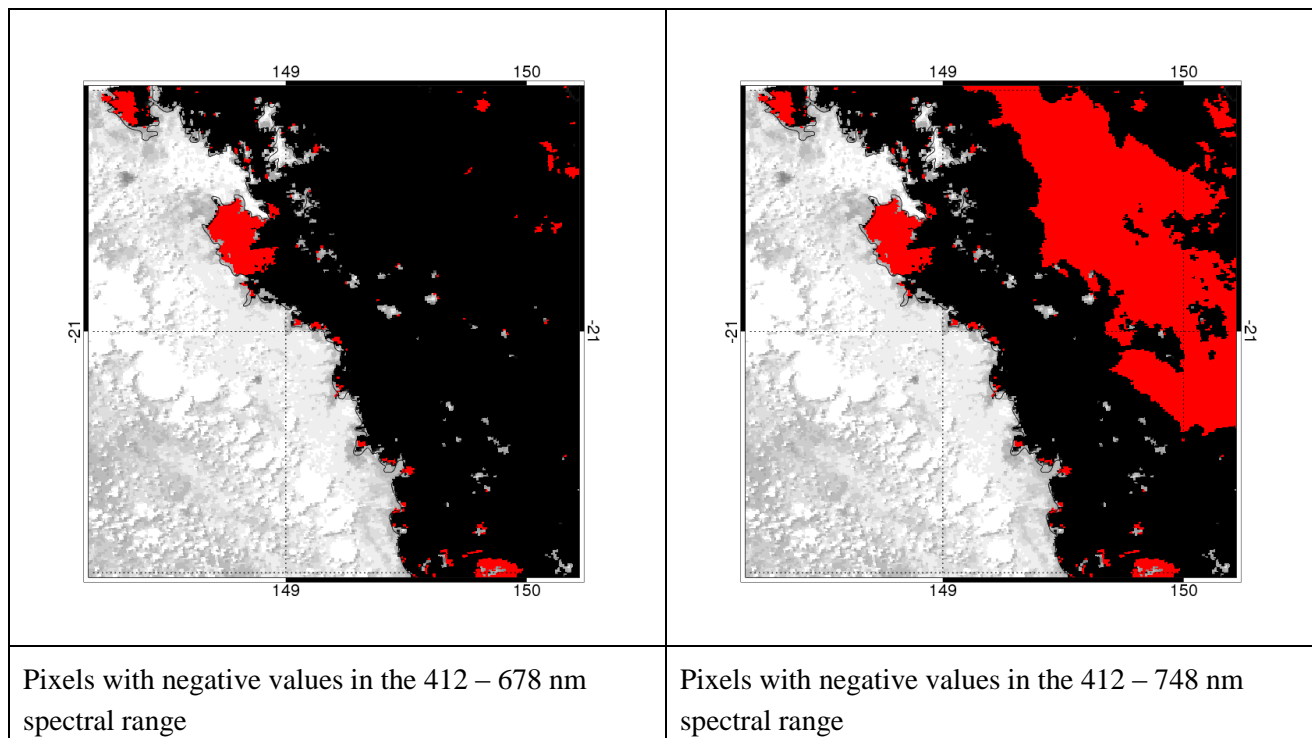 149 150
-21 -21
149 150
149 150
-21 -21
149 150
Pixels with negative values in the 412 – 678 nm
spectral range
Pixels with negative values in the 412 – 748 nm
spectral range